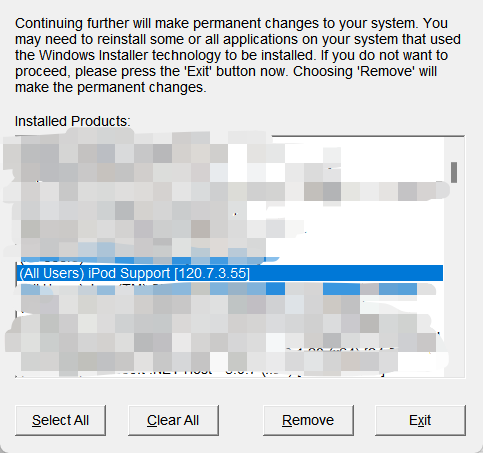 Continuing further will make permanent changes to your system. You
may need to reinstall some or all applications on your system that used
the Windows Installer technology to be installed. If you do not want to
proceed, please press the 'Exit' button now. Choosing 'Remove' will
make the permanent changes.
Installed Products:
(All Users) iPod Support [120.7.3.55]
Select All
Clear All
Remove
Exit